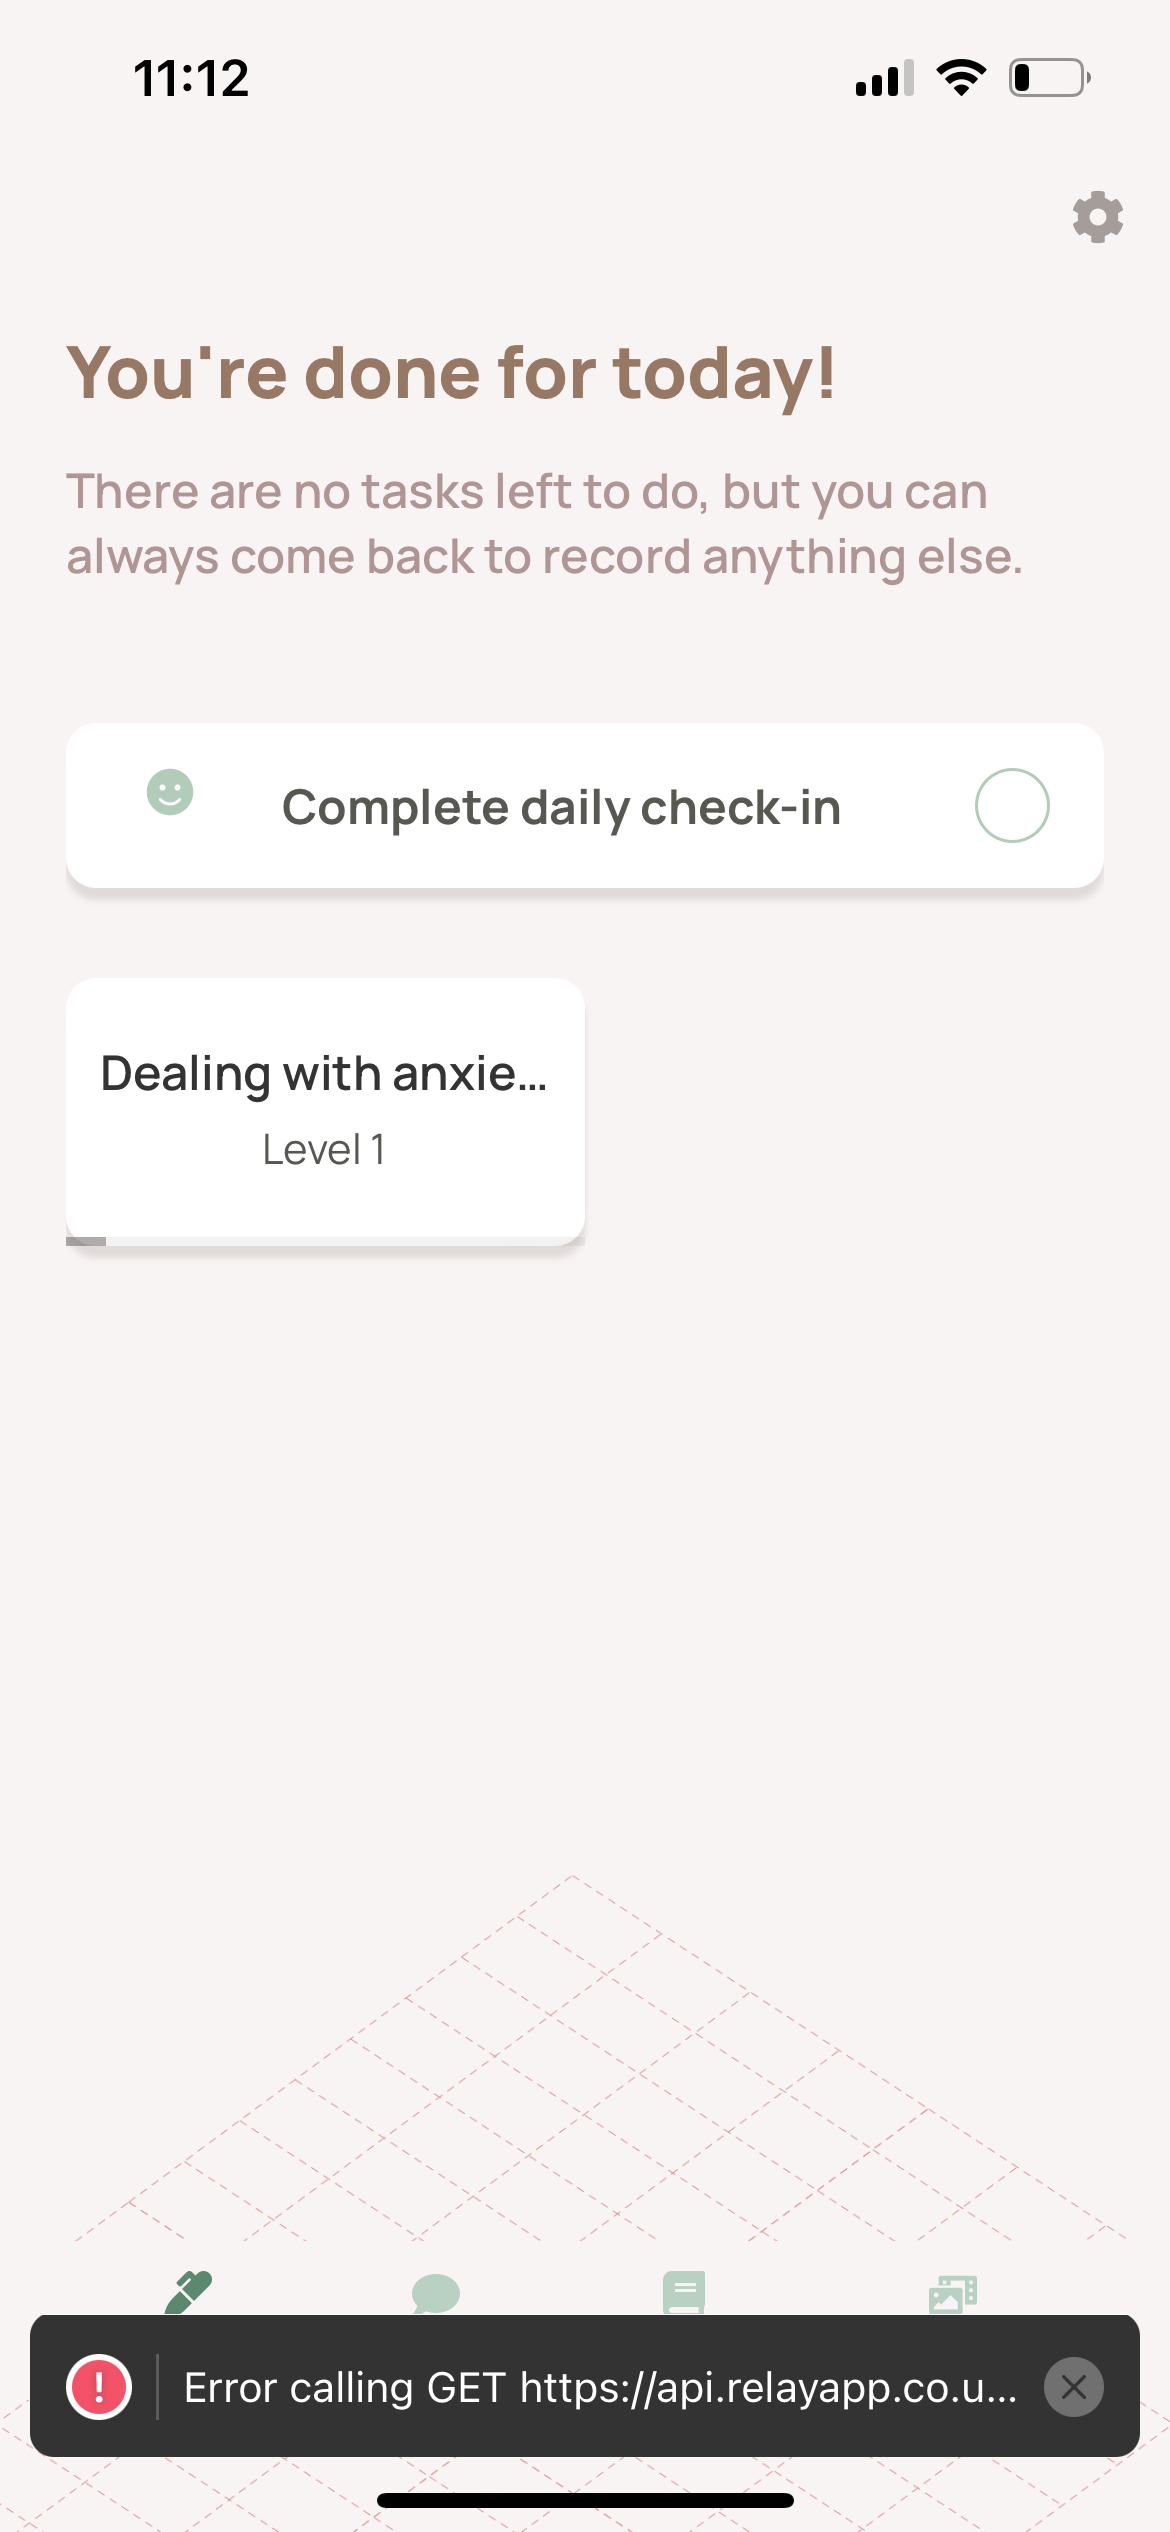 11:12
You're done for today!
There are no tasks left to do, but you can
always come back to record anything else.
Complete daily check-in
Dealing with anxie...
Level 1
Error calling GET https://api.relayapp.co.u...